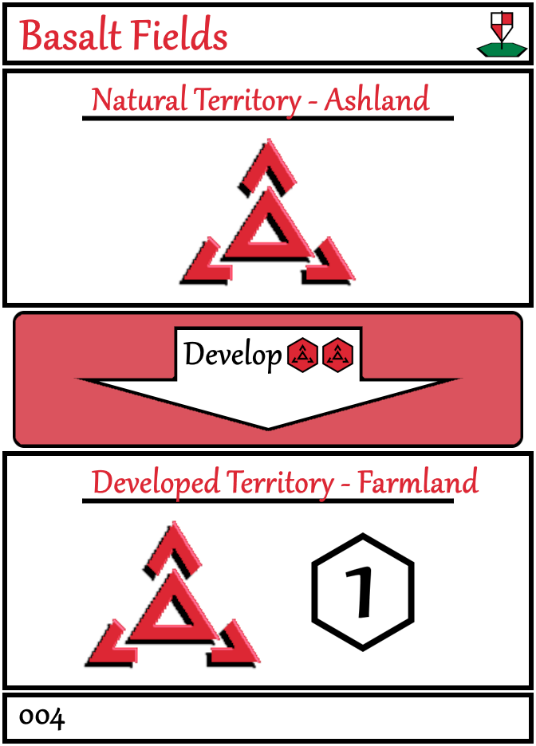 Basalt Fields
Natural Territory - Ashland
Develop
Developed Territory - Farmland
1
004